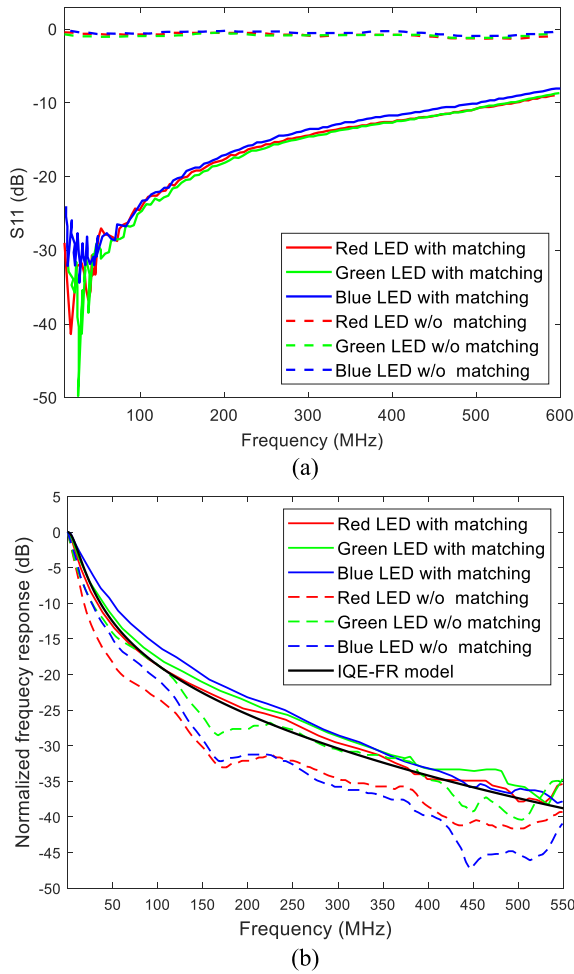 0
-10
-20
-30
-40
-50
S11 (dB)
Red LED with matching
Green LED with matching
Blue LED with matching
Red LED w/o matching
Green LED w/o matching
Blue LED w/o matching
100 200 300 400 500 600
Frequency (MHz)
(a)
5
0
-5
-10
-15
-20
-25
-30
-35
-40
-45
-50
Normalized frequecy response (dB)
Red LED with matching
Green LED with matching
Blue LED with matching
Red LED w/o matching
Green LED w/o matching
Blue LED w/o matching
IQE-FR model
50 100 150 200 250 300 350 400 450 500 550
Frequency (MHz)
(b)